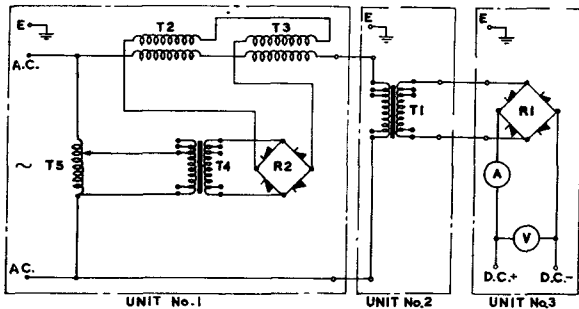 E
T2
T3
A.C.
~
T5
T4
R2
A.C.
UNIT No.1
E
T1
UNIT No.2
E
R1
A
V
D.C.+
D.C.-
UNIT No.3